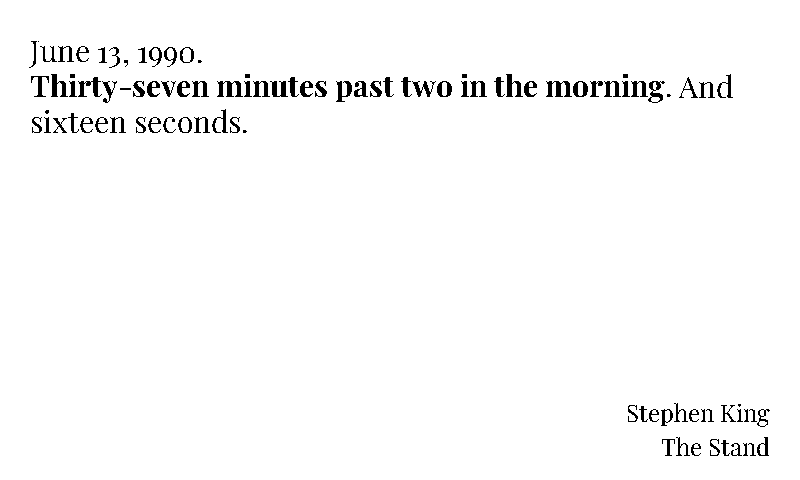 June 13, 1990.
Thirty-seven minutes past two in the morning. And
sixteen seconds.
Stephen King
The Stand